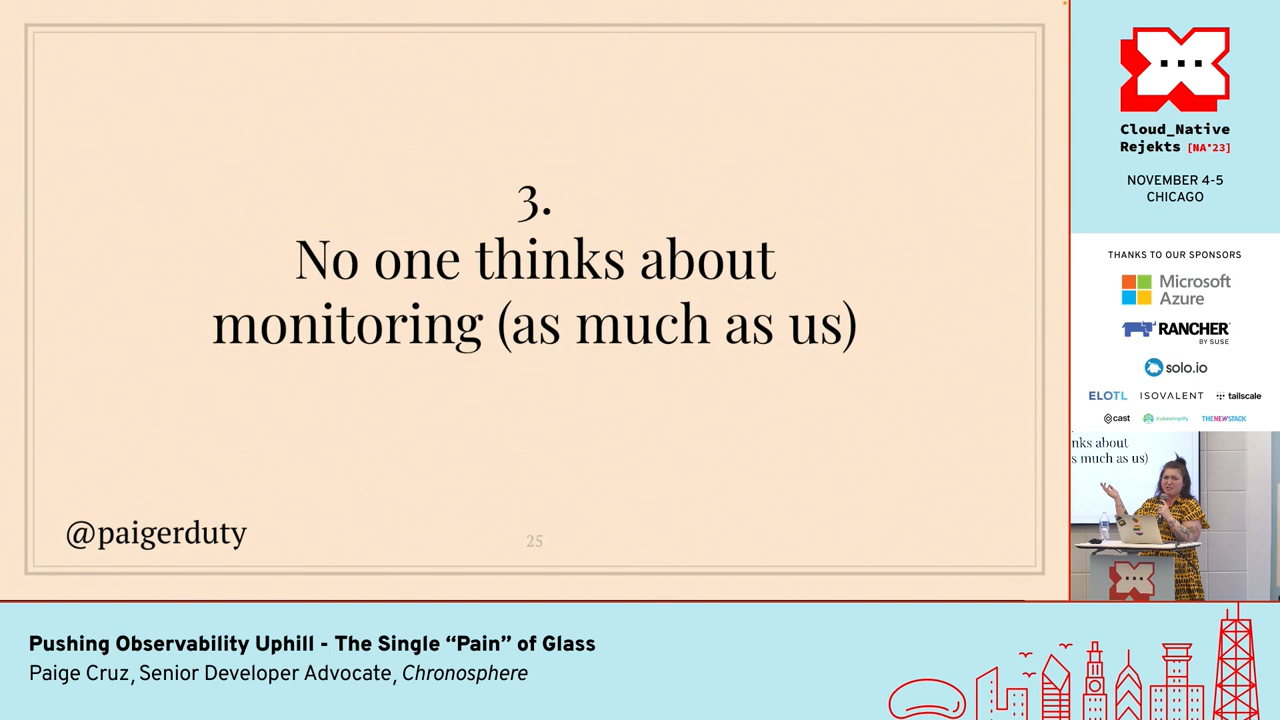 3.
No one thinks about
monitoring (as much as us)
@paigerduty
25
Cloud_Native
Rejekts [NA'23]
NOVEMBER 4-5
CHICAGO
THANKS TO OUR SPONSORS
Microsoft
Azure
RANCHER
BY SUSE
solo.io
ELOTL ISOVALENT tailscale
cast kubesimplify THENEWSTACK
nks about
s much as us)
Pushing Observability Uphill - The Single “Pain” of Glass
Paige Cruz, Senior Developer Advocate, Chronosphere